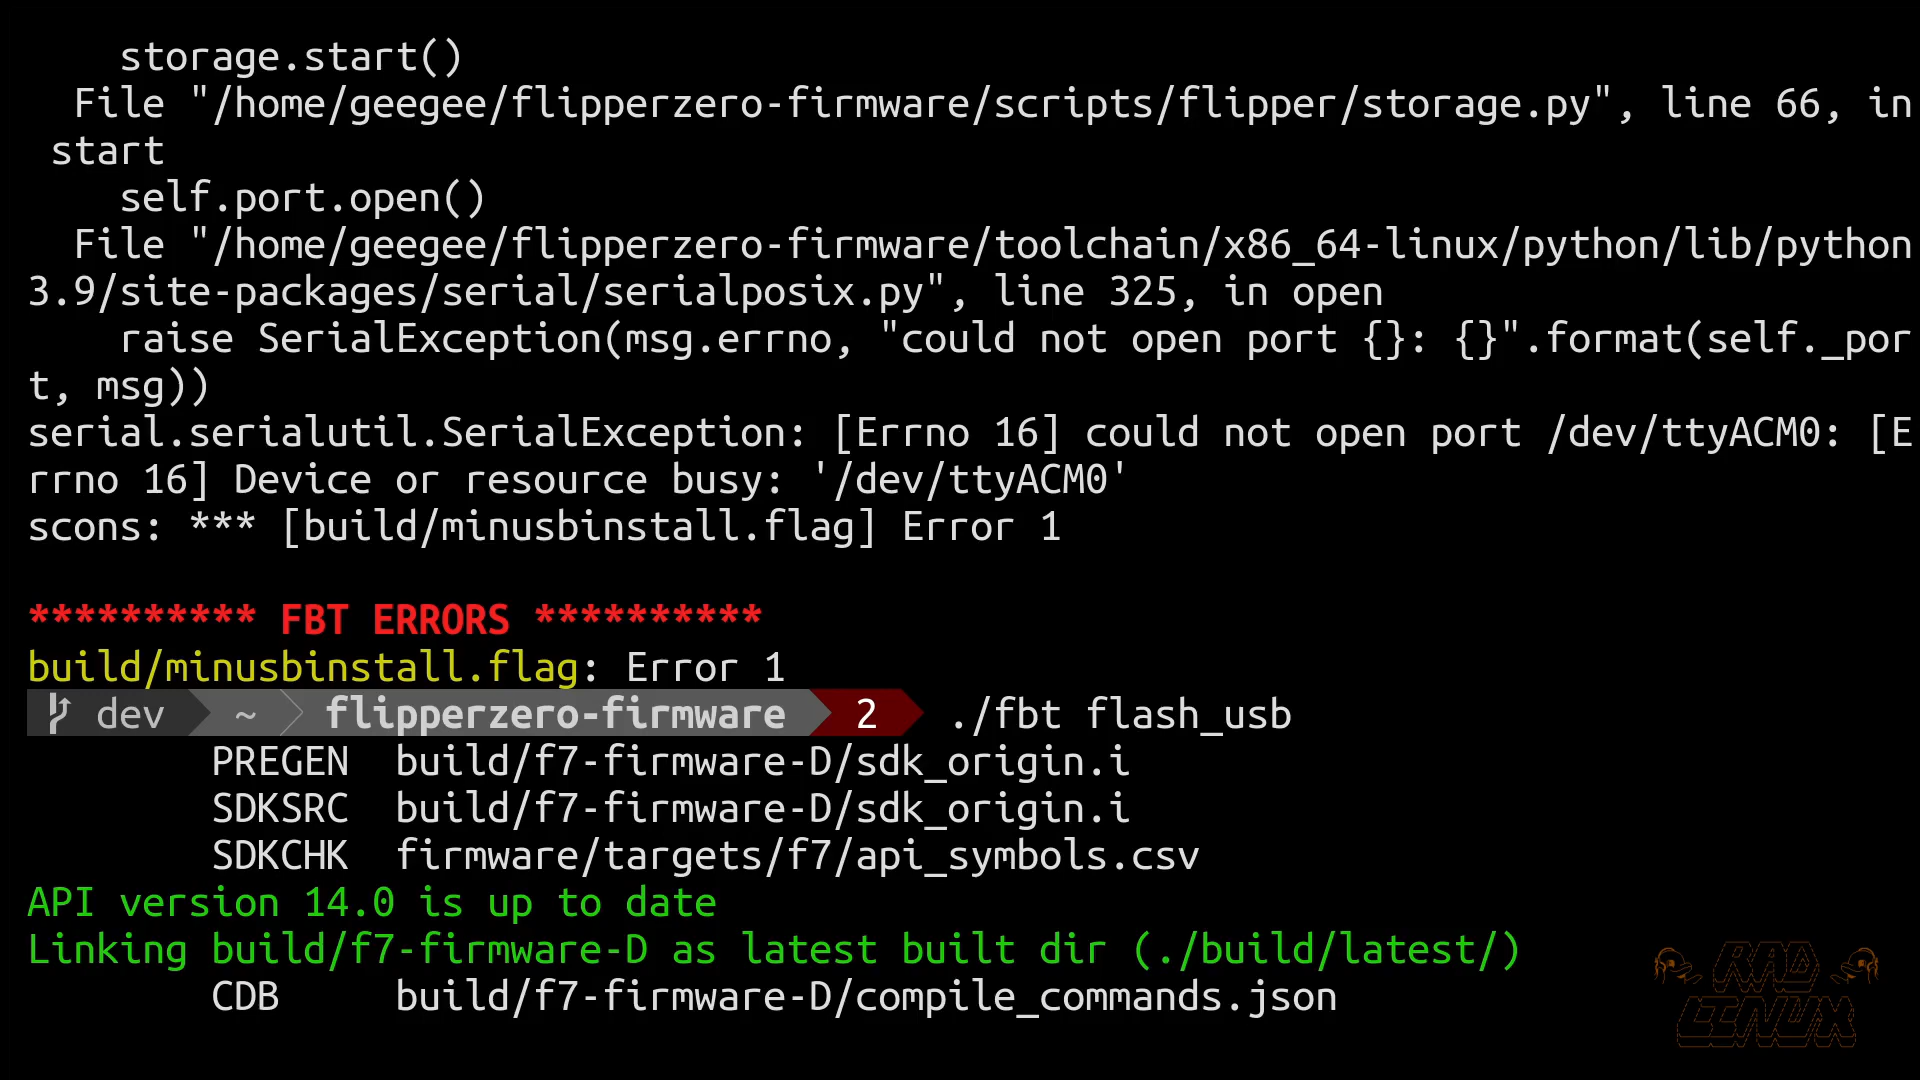 storage.start()
File "/home/geegee/flipperzero-firmware/scripts/flipper/storage.py", line 66, in
start
self.port.open()
File "/home/geegee/flipperzero-firmware/toolchain/x86_64-linux/python/lib/python
3.9/site-packages/serial/serialposix.py", line 325, in open
raise SerialException(msg.errno, "could not open port {}: {}".format(self._por
t, msg))
serial.serialutil.SerialException: [Errno 16] could not open port /dev/ttyACM0: [E
rrno 16] Device or resource busy: '/dev/ttyACM0'
scons: *** [build/minusbinstall.flag] Error 1
********** FBT ERRORS **********
build/minusbinstall.flag: Error 1
dev ~ flipperzero-firmware 2 ./fbt flash_usb
PREGEN build/f7-firmware-D/sdk_origin.i
SDKSRC build/f7-firmware-D/sdk_origin.i
SDKCHK firmware/targets/f7/api_symbols.csv
API version 14.0 is up to date
Linking build/f7-firmware-D as latest built dir (./build/latest/)
CDB build/f7-firmware-D/compile_commands.json
RAD
LINUX